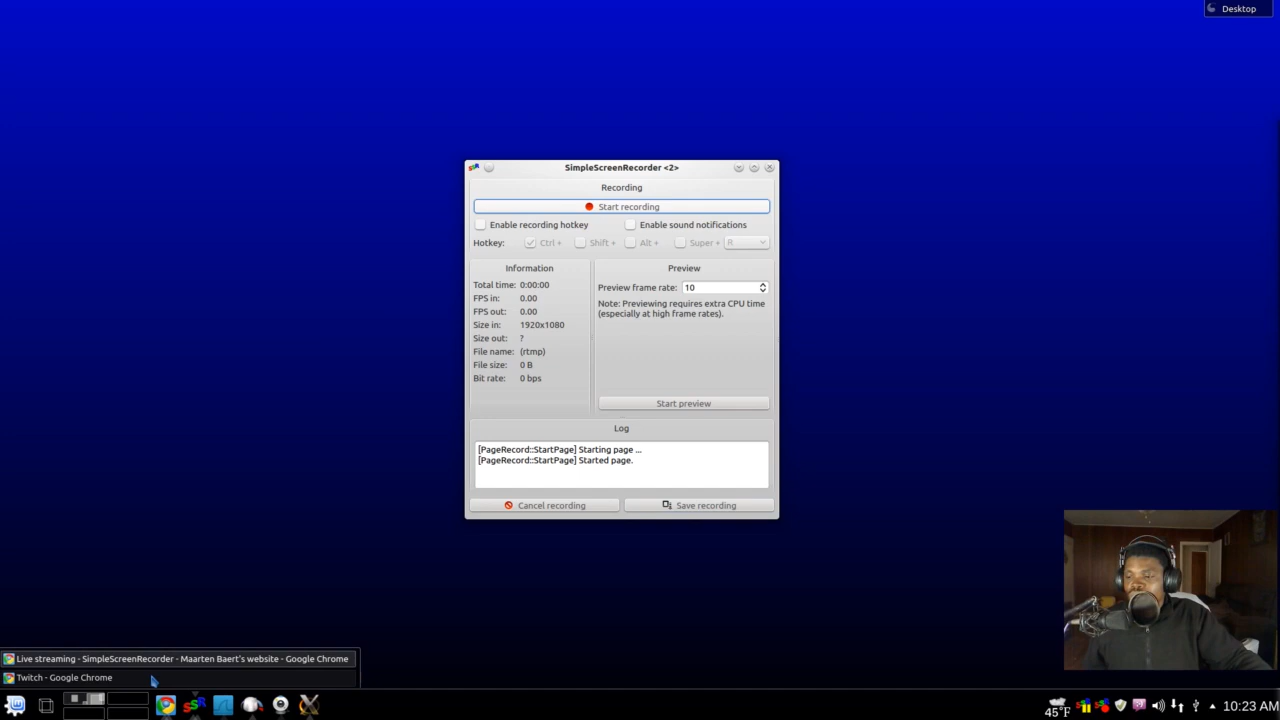 Desktop
SimpleScreenRecorder <2>
Recording
Start recording
Enable recording hotkey
Enable sound notifications
Hotkey: Ctrl + Shift + Alt + Super + R
Information
Total time: 0:00:00
FPS in: 0.00
FPS out: 0.00
Size in: 1920x1080
Size out: ?
File name: (rtmp)
File size: 0 B
Bit rate: 0 bps
Preview
Preview frame rate: 10
Note: Previewing requires extra CPU time
(especially at high frame rates).
Start preview
Log
[PageRecord::StartPage] Starting page ...
[PageRecord::StartPage] Started page.
Cancel recording
Save recording
Live streaming - SimpleScreenRecorder - Maarten Baert's website - Google Chrome
Twitch - Google Chrome
45°F
10:23 AM